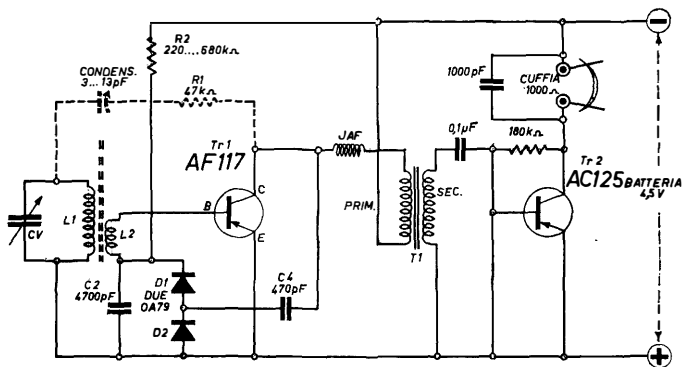 R2
220....680kΩ
CONDENS.
3...13pF
R1
47kΩ
1000pF
CUFFIA
1000Ω
Tr1
AF117
JAF
0,1µF
180kΩ
Tr2
AC125
BATTERIA
4,5V
C
B
E
L1
L2
CV
PRIM.
SEC.
T1
C2
4700pF
D1
DUE
OA79
D2
C4
470pF